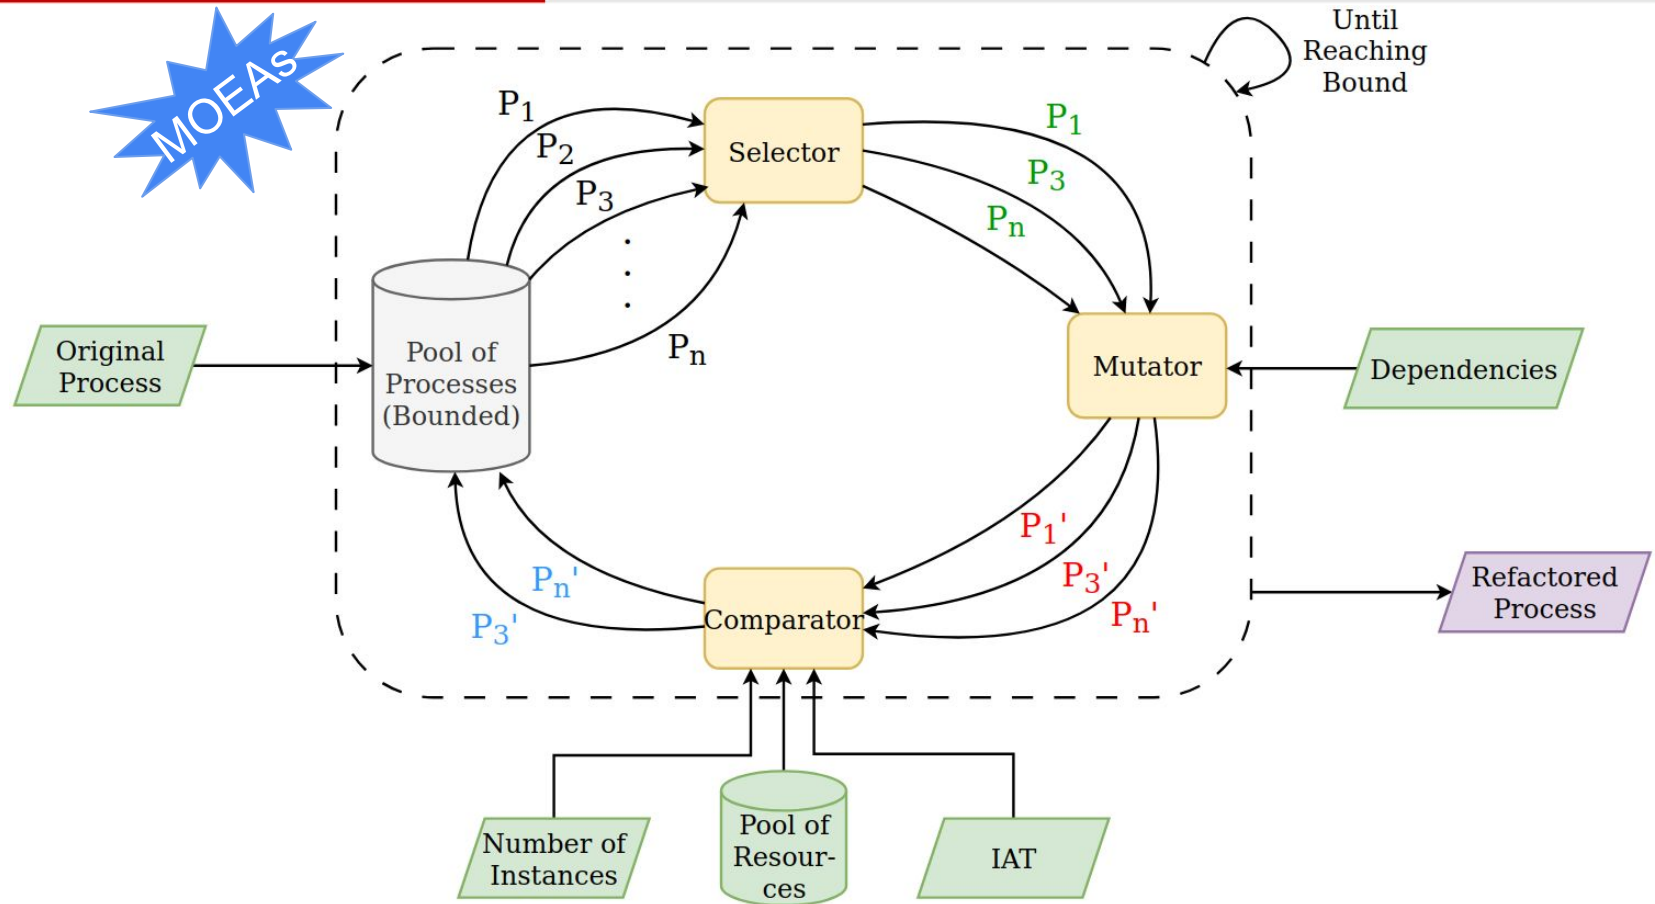 MOEAs
Until
Reaching
Bound
P1
P2
P3
.
.
.
Pn
Selector
P1
P3
Pn
Original
Process
Pool of
Processes
(Bounded)
Mutator
Dependencies
P1'
P3'
Pn'
Pn'
P3'
Comparator
Refactored
Process
Number of
Instances
Pool of
Resour-
ces
IAT